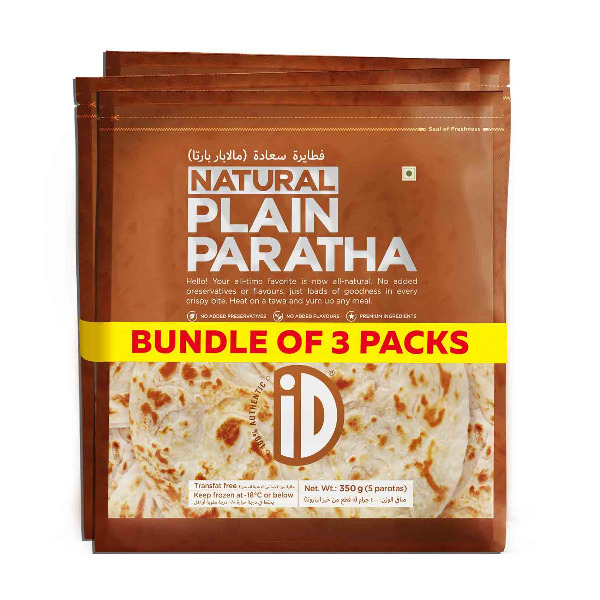 Seal of Freshness
فطايرة سعادة (مالابار بارتا)
NATURAL
PLAIN
PARATHA
Hello! Your all-time favorite is now all-natural. No added
preservatives or flavours, just loads of goodness in every
crispy bite. Heat on a tawa and yum up any meal.
NO ADDED PRESERVATIVES NO ADDED FLAVOURS PREMIUM INGREDIENTS
BUNDLE OF 3 PACKS
100% AUTHENTIC
iD
®
Transfat free
Keep frozen at -18°C or below
Net. Wt.: 350 g (5 parotas)